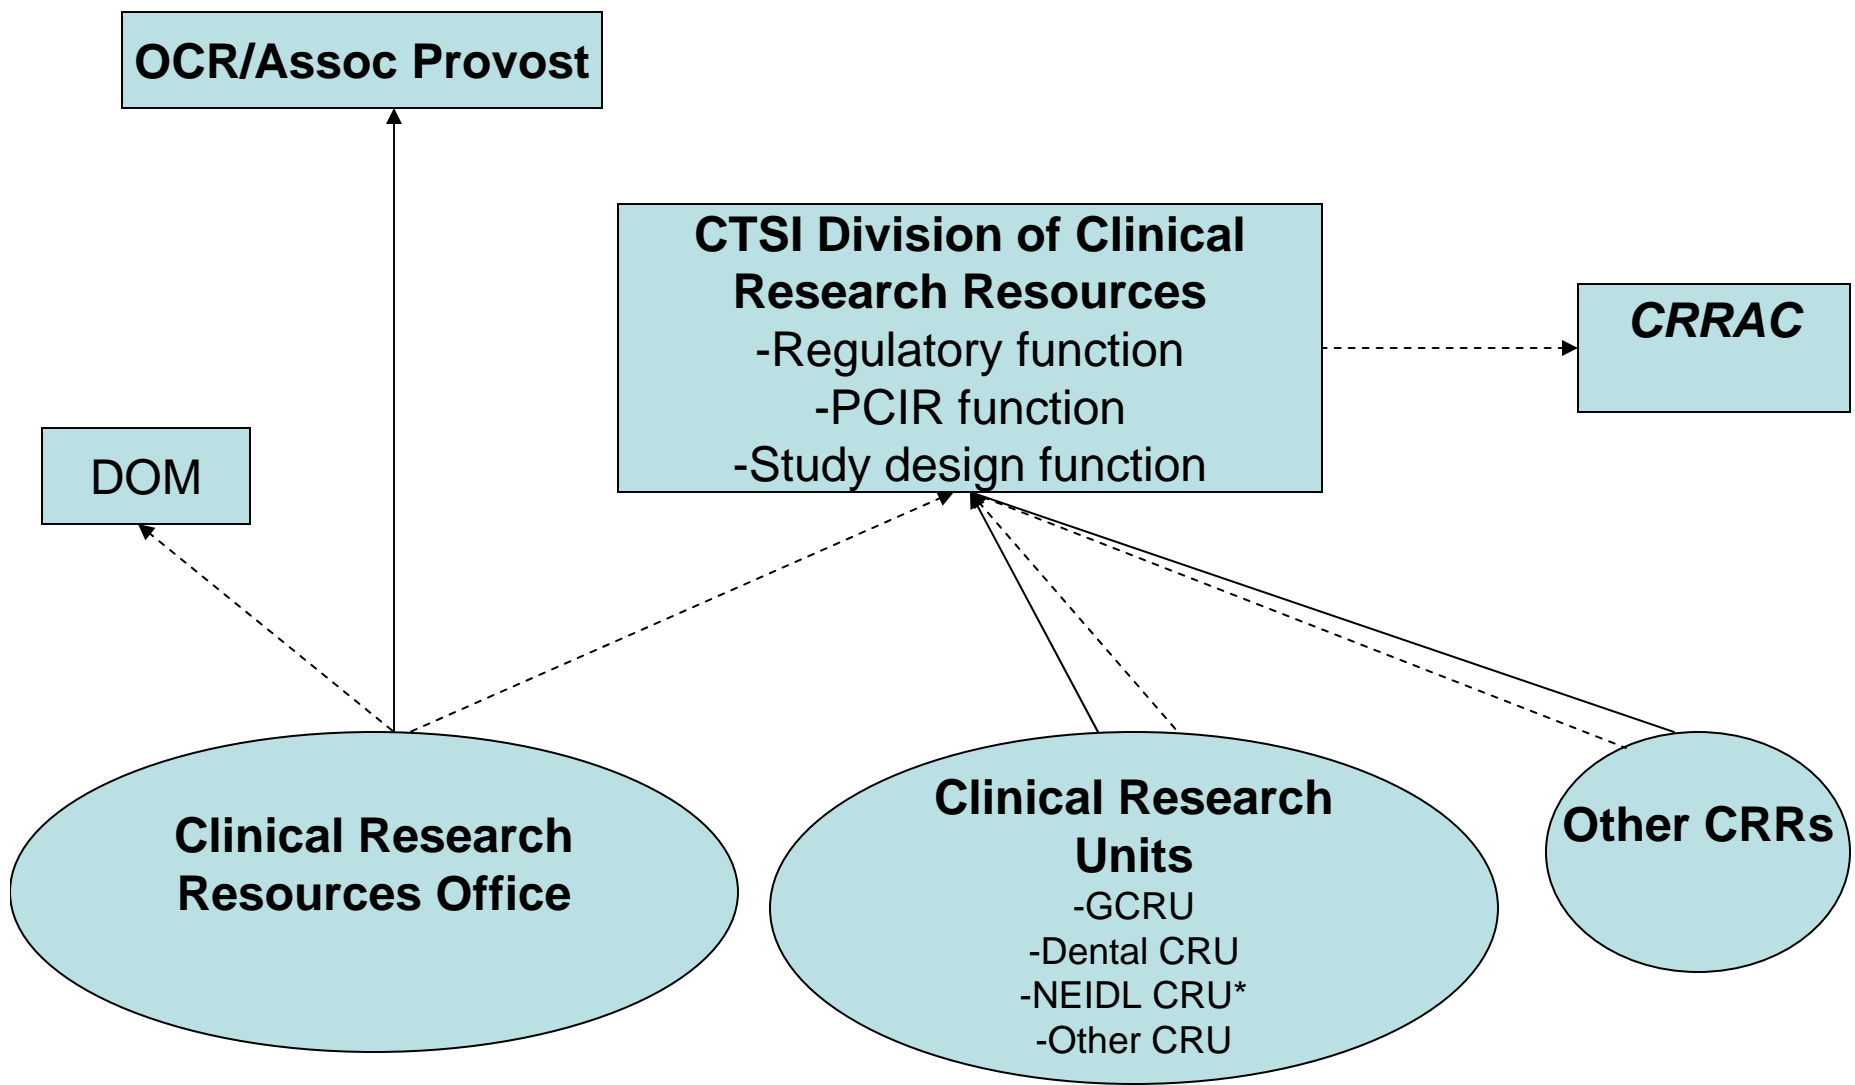 OCR/Assoc Provost
CTSI Division of Clinical
Research Resources
-Regulatory function
-PCIR function
-Study design function
CRRAC
DOM
Clinical Research
Resources Office
Clinical Research
Units
-GCRU
-Dental CRU
-NEIDL CRU*
-Other CRU
Other CRRs